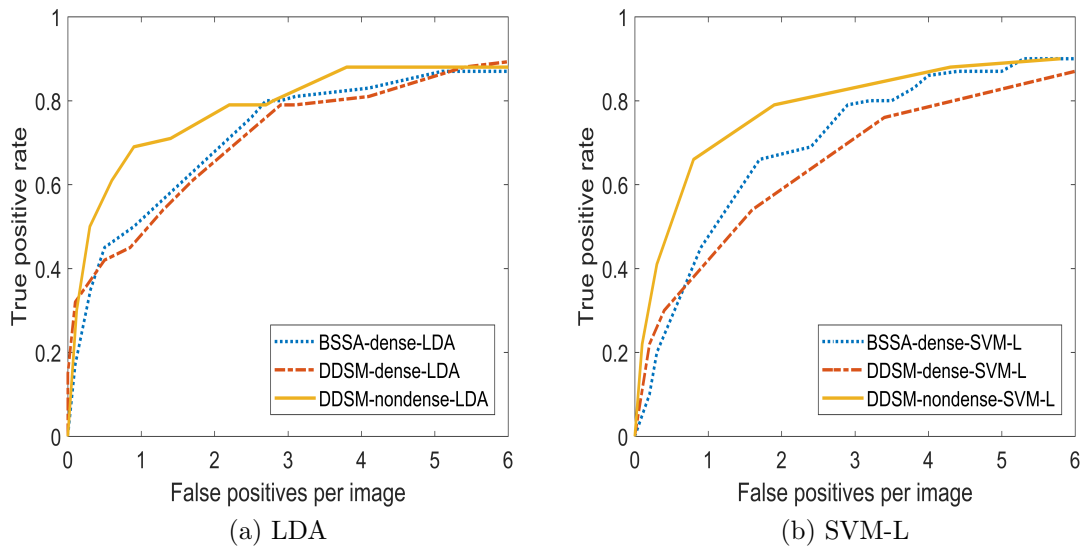 1
0.8
0.6
0.4
0.2
0
True positive rate
BSSA-dense-LDA
DDSM-dense-LDA
DDSM-nondense-LDA
0 1 2 3 4 5 6
False positives per image
(a) LDA
1
0.8
0.6
0.4
0.2
0
True positive rate
BSSA-dense-SVM-L
DDSM-dense-SVM-L
DDSM-nondense-SVM-L
0 1 2 3 4 5 6
False positives per image
(b) SVM-L